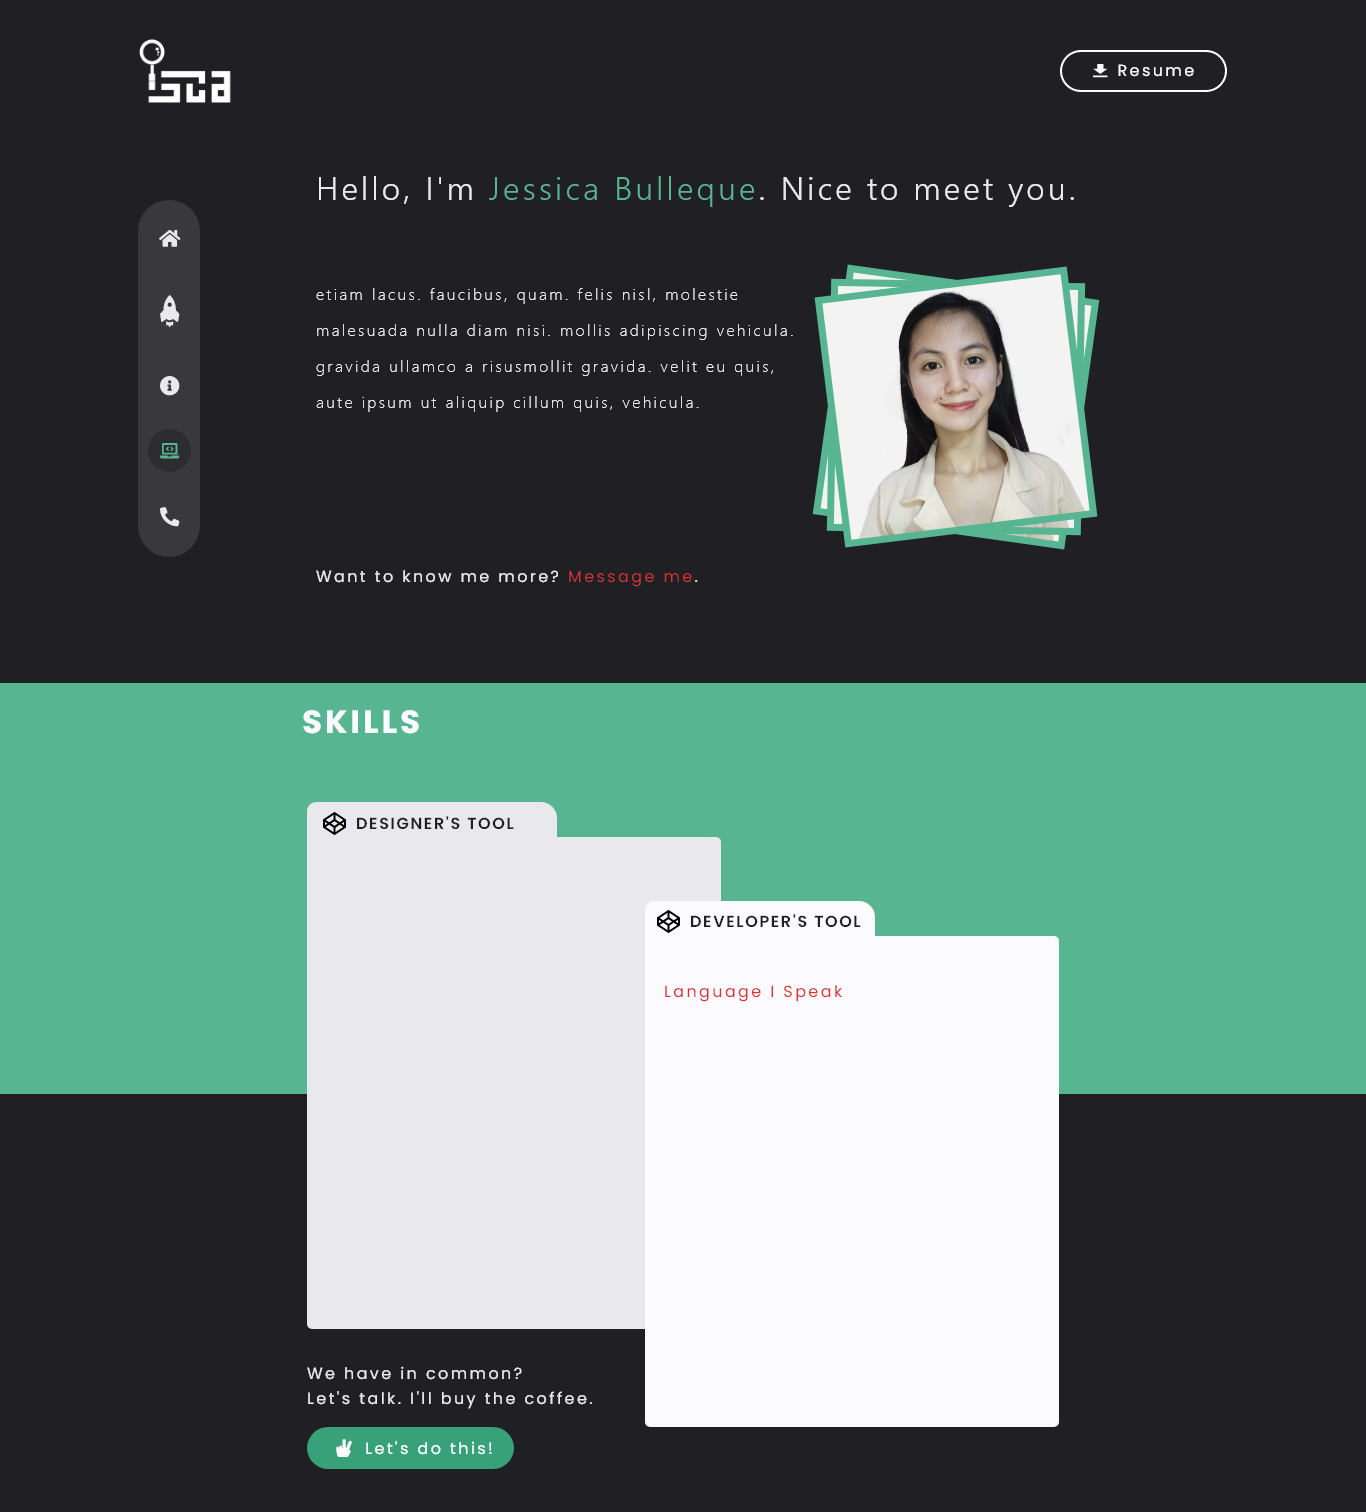 isca
Resume
Hello, I'm Jessica Bulleque. Nice to meet you.
etiam lacus. faucibus, quam. felis nisl, molestie
malesuada nulla diam nisi. mollis adipiscing vehicula.
gravida ullamco a risusmollit gravida. velit eu quis,
aute ipsum ut aliquip cillum quis, vehicula.
Want to know me more? Message me.
SKILLS
DESIGNER'S TOOL
DEVELOPER'S TOOL
Language I Speak
We have in common?
Let's talk. I'll buy the coffee.
Let's do this!